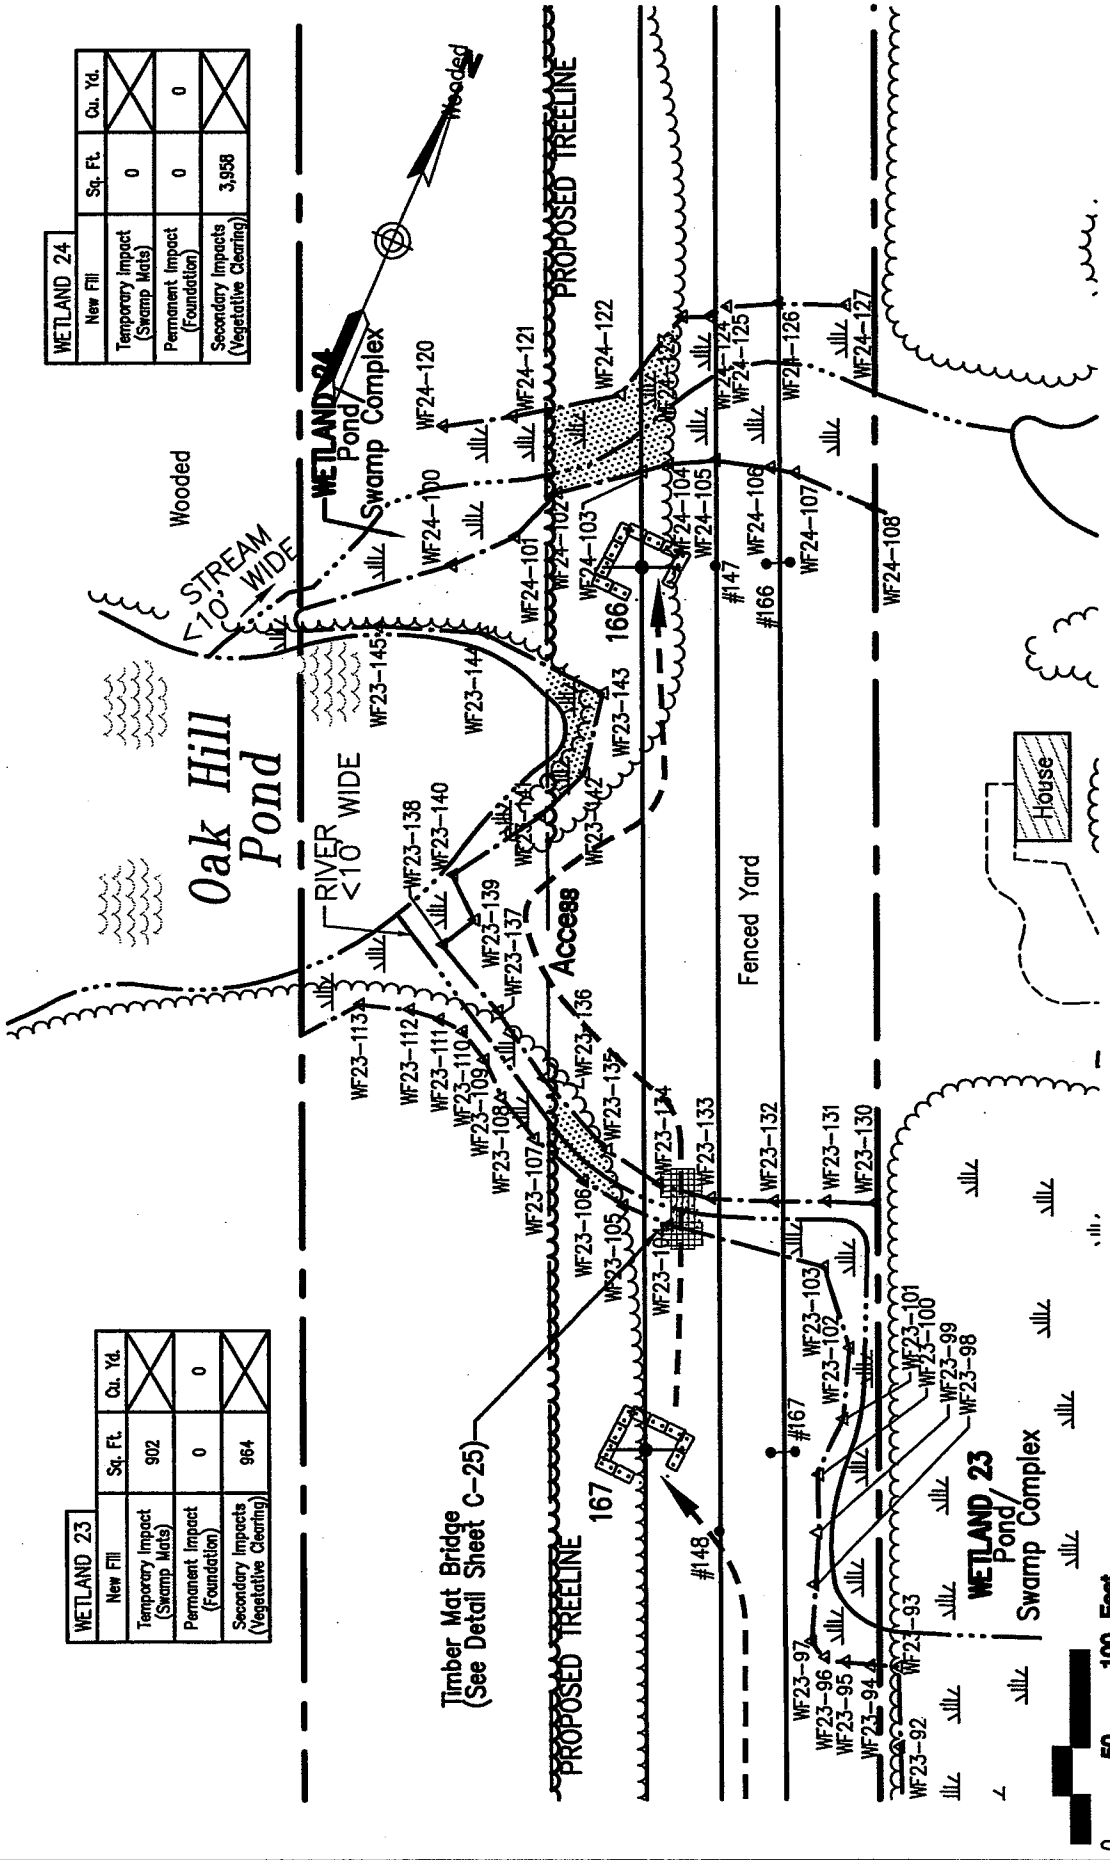 WETLAND 23
New Fill Sq. Ft. Cu. Yd.
Temporary Impact
(Swamp Mats)
902
Permanent Impact
(Foundation)
0 0
Secondary Impacts
(Vegetative Clearing)
964
WETLAND 24
New Fill Sq. Ft. Cu. Yd.
Temporary Impact
(Swamp Mats)
0
Permanent Impact
(Foundation)
0 0
Secondary Impacts
(Vegetative Clearing)
3,958
Oak Hill
Pond
Wooded
STREAM
<10' WIDE
WETLAND 24
Pond/
Swamp Complex
Wooded
N
RIVER
<10' WIDE
WF23-113
WF23-112
WF23-111
WF23-110
WF23-109
WF23-108
WF23-107
WF23-106
WF23-105
WF23-104
WF23-138
WF23-140
WF23-139
WF23-137
WF23-136
WF23-135
WF23-134
WF23-133
WF23-132
WF23-131
WF23-130
WF23-141
WF23-142
WF23-143
WF23-144
WF23-145
WF24-100
WF24-101
WF24-102
WF24-103
WF24-104
WF24-105
WF24-106
WF24-107
WF24-108
WF24-120
WF24-121
WF24-122
WF24-123
WF24-124
WF24-125
WF24-126
WF24-127
Timber Mat Bridge
(See Detail Sheet C-25)
PROPOSED TREELINE
PROPOSED TREELINE
Access
167
166
#148
#167
#147
#166
Fenced Yard
House
WF23-103
WF23-102
WF23-101
WF23-100
WF23-99
WF23-98
WF23-97
WF23-96
WF23-95
WF23-94
WF23-93
WF23-92
WETLAND 23
Pond/
Swamp Complex
0 50 100 Feet